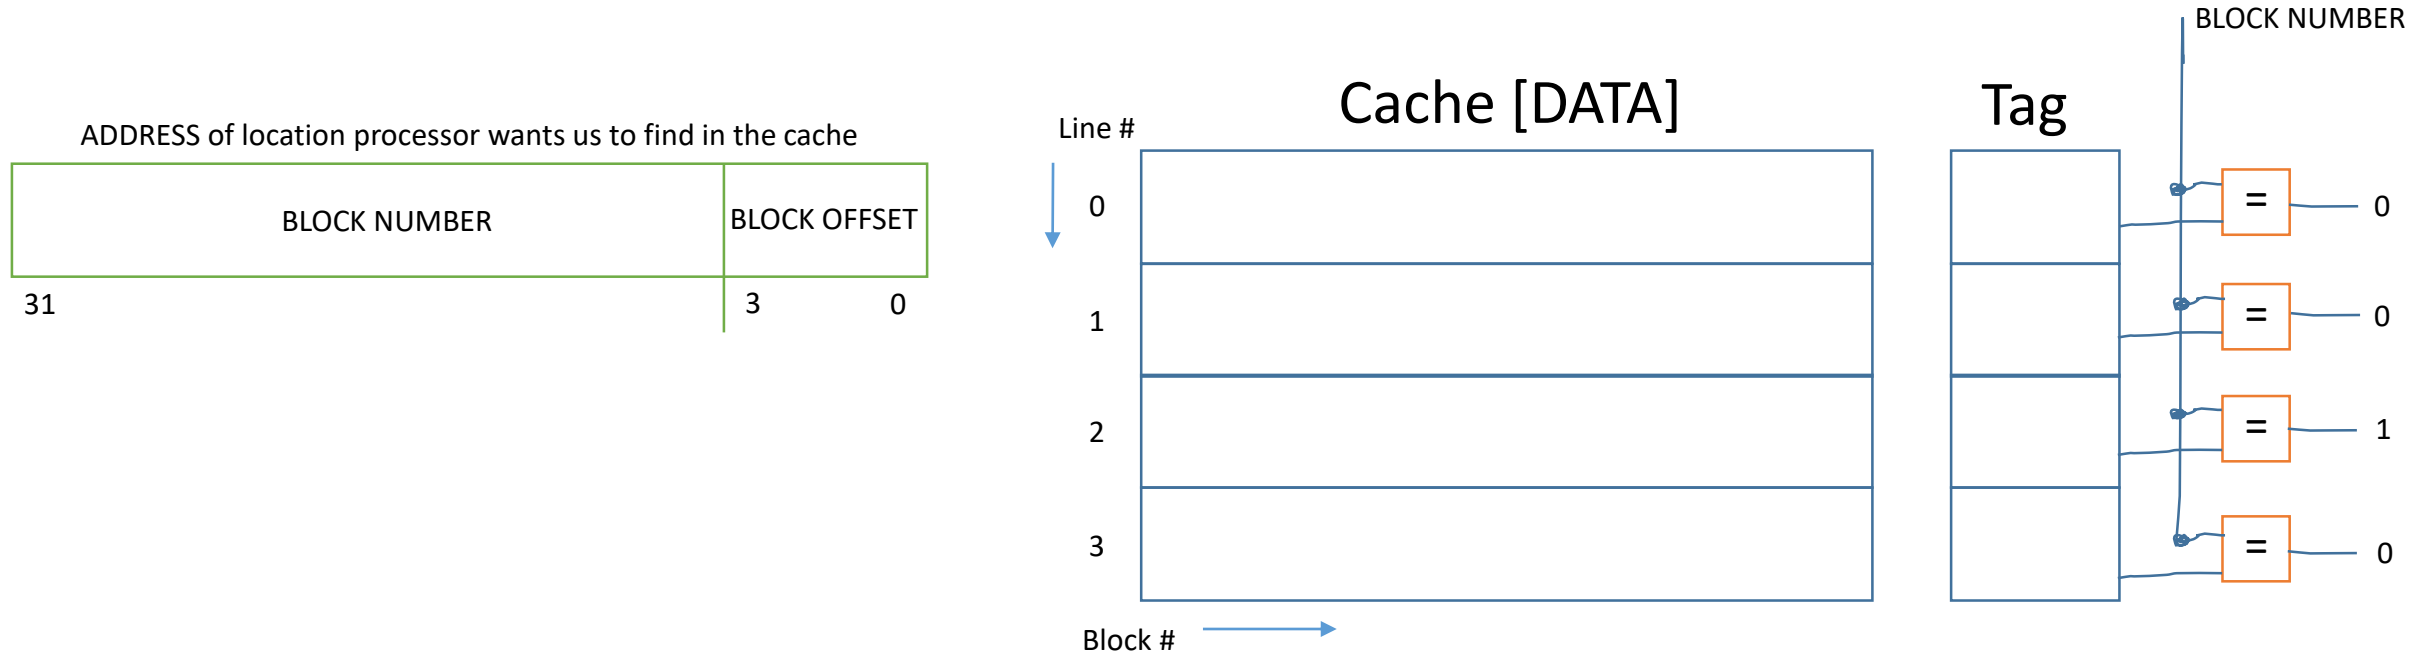 ADDRESS of location processor wants us to find in the cache
BLOCK NUMBER
BLOCK OFFSET
31
3
0
Line #
Cache [DATA]
Tag
BLOCK NUMBER
0
=
0
1
=
0
2
=
1
3
=
0
Block #